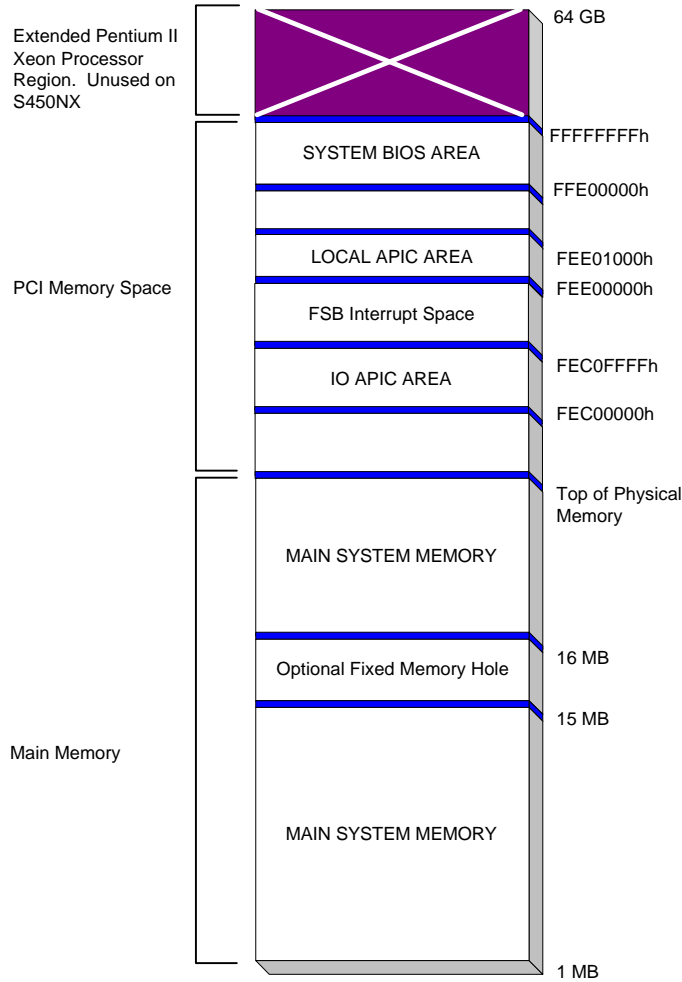 64 GB
Extended Pentium II
Xeon Processor
Region.  Unused on
S450NX
FFFFFFFFh
SYSTEM BIOS AREA
FFE00000h
LOCAL APIC AREA
FEE01000h
PCI Memory Space
FEE00000h
FSB Interrupt Space
FEC0FFFFh
IO APIC AREA
FEC00000h
Top of Physical
Memory
MAIN SYSTEM MEMORY
16 MB
Optional Fixed Memory Hole
15 MB
Main Memory
MAIN SYSTEM MEMORY
1 MB